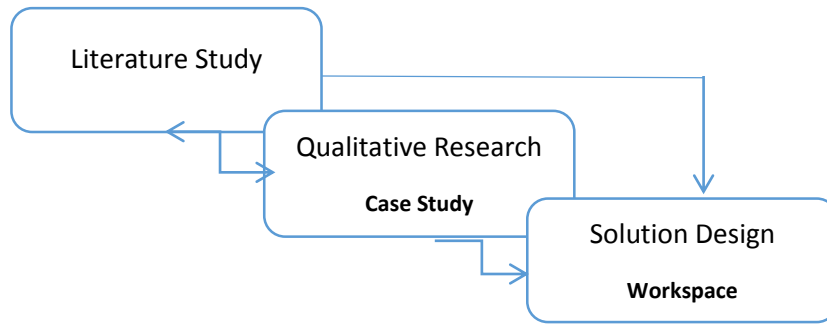 Literature Study
Qualitative Research
Case Study
Solution Design
Workspace